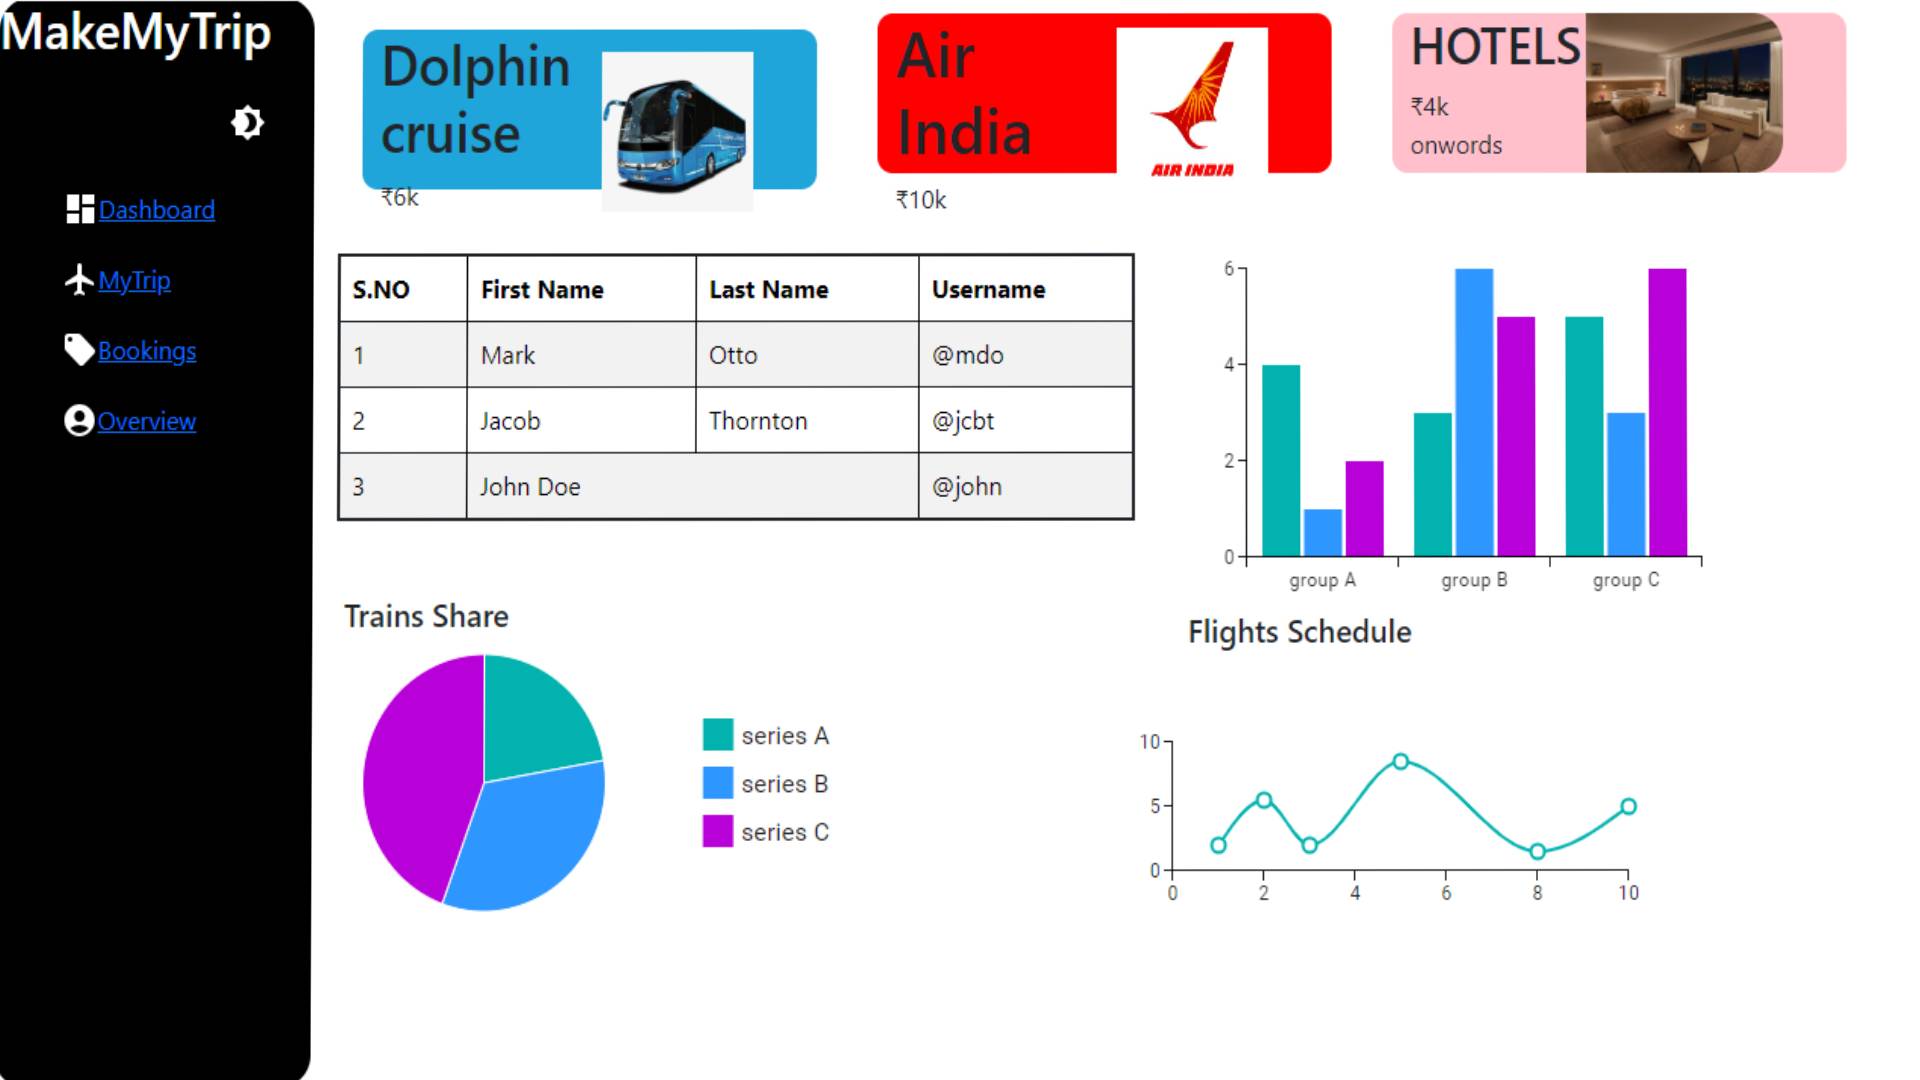 MakeMyTrip
Dashboard
MyTrip
Bookings
Overview
Dolphin
cruise
₹6k
Air
India
₹10k
AIR INDIA
HOTELS
₹4k
onwords
S.NO First Name Last Name Username
1 Mark Otto @mdo
2 Jacob Thornton @jcbt
3 John Doe @john
6
4
2
0
group A group B group C
Trains Share
series A
series B
series C
Flights Schedule
10
5
0
0 2 4 6 8 10